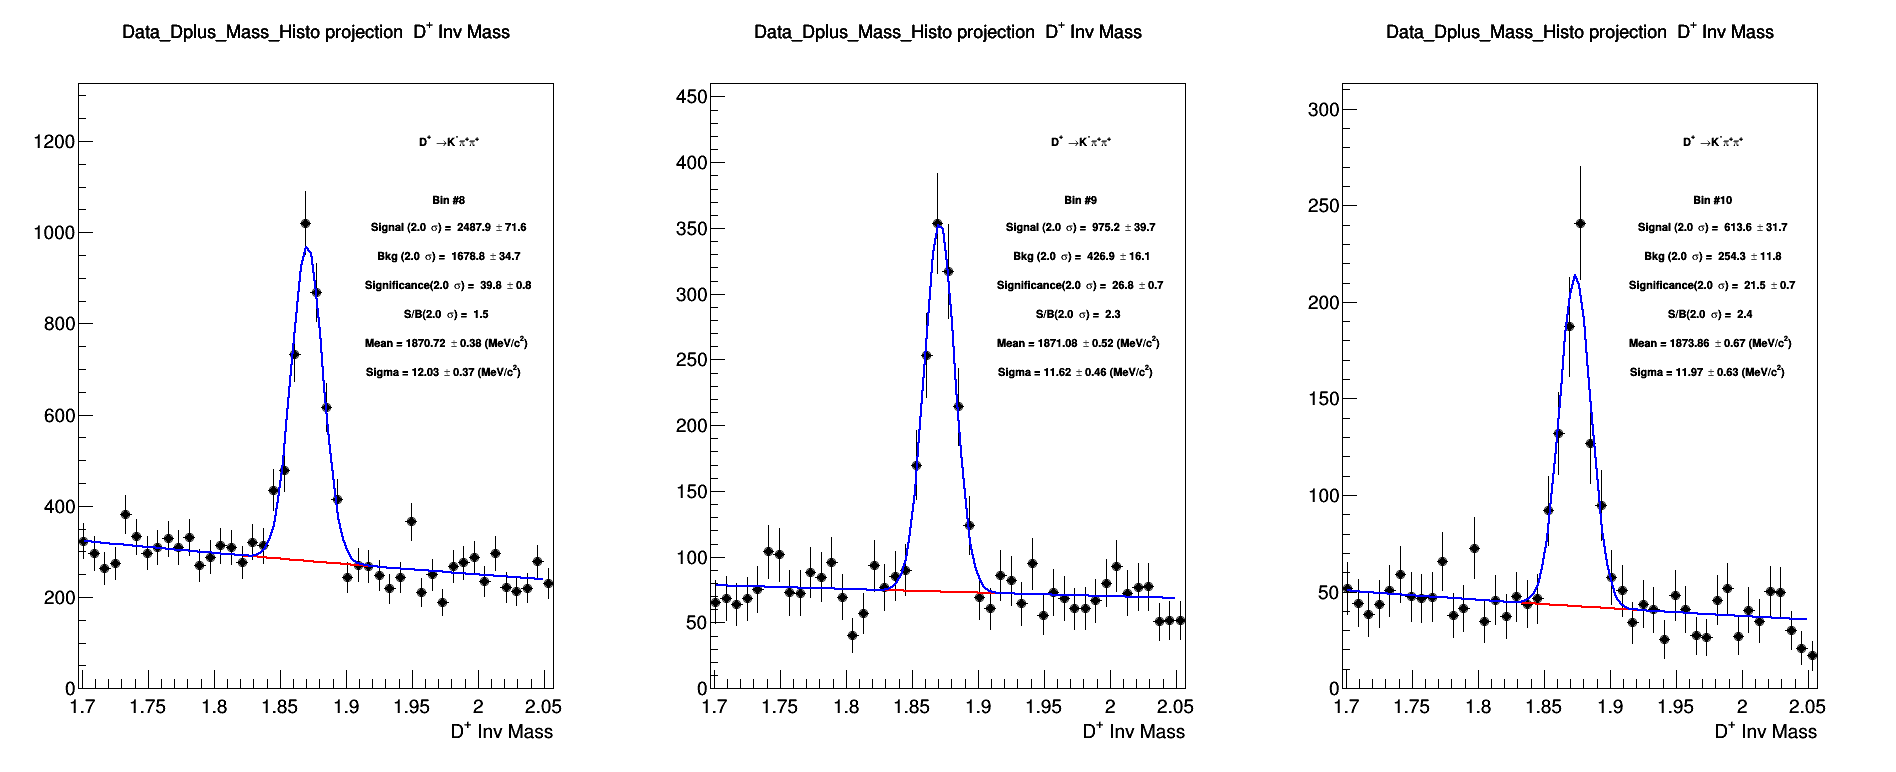 Data_Dplus_Mass_Histo projection D⁺ Inv Mass
D⁺ →K⁻π⁺π⁺
Bin #8
Signal (2.0 σ) = 2487.9 ± 71.6
Bkg (2.0 σ) = 1678.8 ± 34.7
Significance(2.0 σ) = 39.8 ± 0.8
S/B(2.0 σ) = 1.5
Mean = 1870.72 ± 0.38 (MeV/c²)
Sigma = 12.03 ± 0.37 (MeV/c²)
1200
1000
800
600
400
200
0
1.7 1.75 1.8 1.85 1.9 1.95 2 2.05
D⁺ Inv Mass
Data_Dplus_Mass_Histo projection D⁺ Inv Mass
D⁺ →K⁻π⁺π⁺
Bin #9
Signal (2.0 σ) = 975.2 ± 39.7
Bkg (2.0 σ) = 426.9 ± 16.1
Significance(2.0 σ) = 26.8 ± 0.7
S/B(2.0 σ) = 2.3
Mean = 1871.08 ± 0.52 (MeV/c²)
Sigma = 11.62 ± 0.46 (MeV/c²)
450
400
350
300
250
200
150
100
50
0
1.7 1.75 1.8 1.85 1.9 1.95 2 2.05
D⁺ Inv Mass
Data_Dplus_Mass_Histo projection D⁺ Inv Mass
D⁺ →K⁻π⁺π⁺
Bin #10
Signal (2.0 σ) = 613.6 ± 31.7
Bkg (2.0 σ) = 254.3 ± 11.8
Significance(2.0 σ) = 21.5 ± 0.7
S/B(2.0 σ) = 2.4
Mean = 1873.86 ± 0.67 (MeV/c²)
Sigma = 11.97 ± 0.63 (MeV/c²)
300
250
200
150
100
50
0
1.7 1.75 1.8 1.85 1.9 1.95 2 2.05
D⁺ Inv Mass